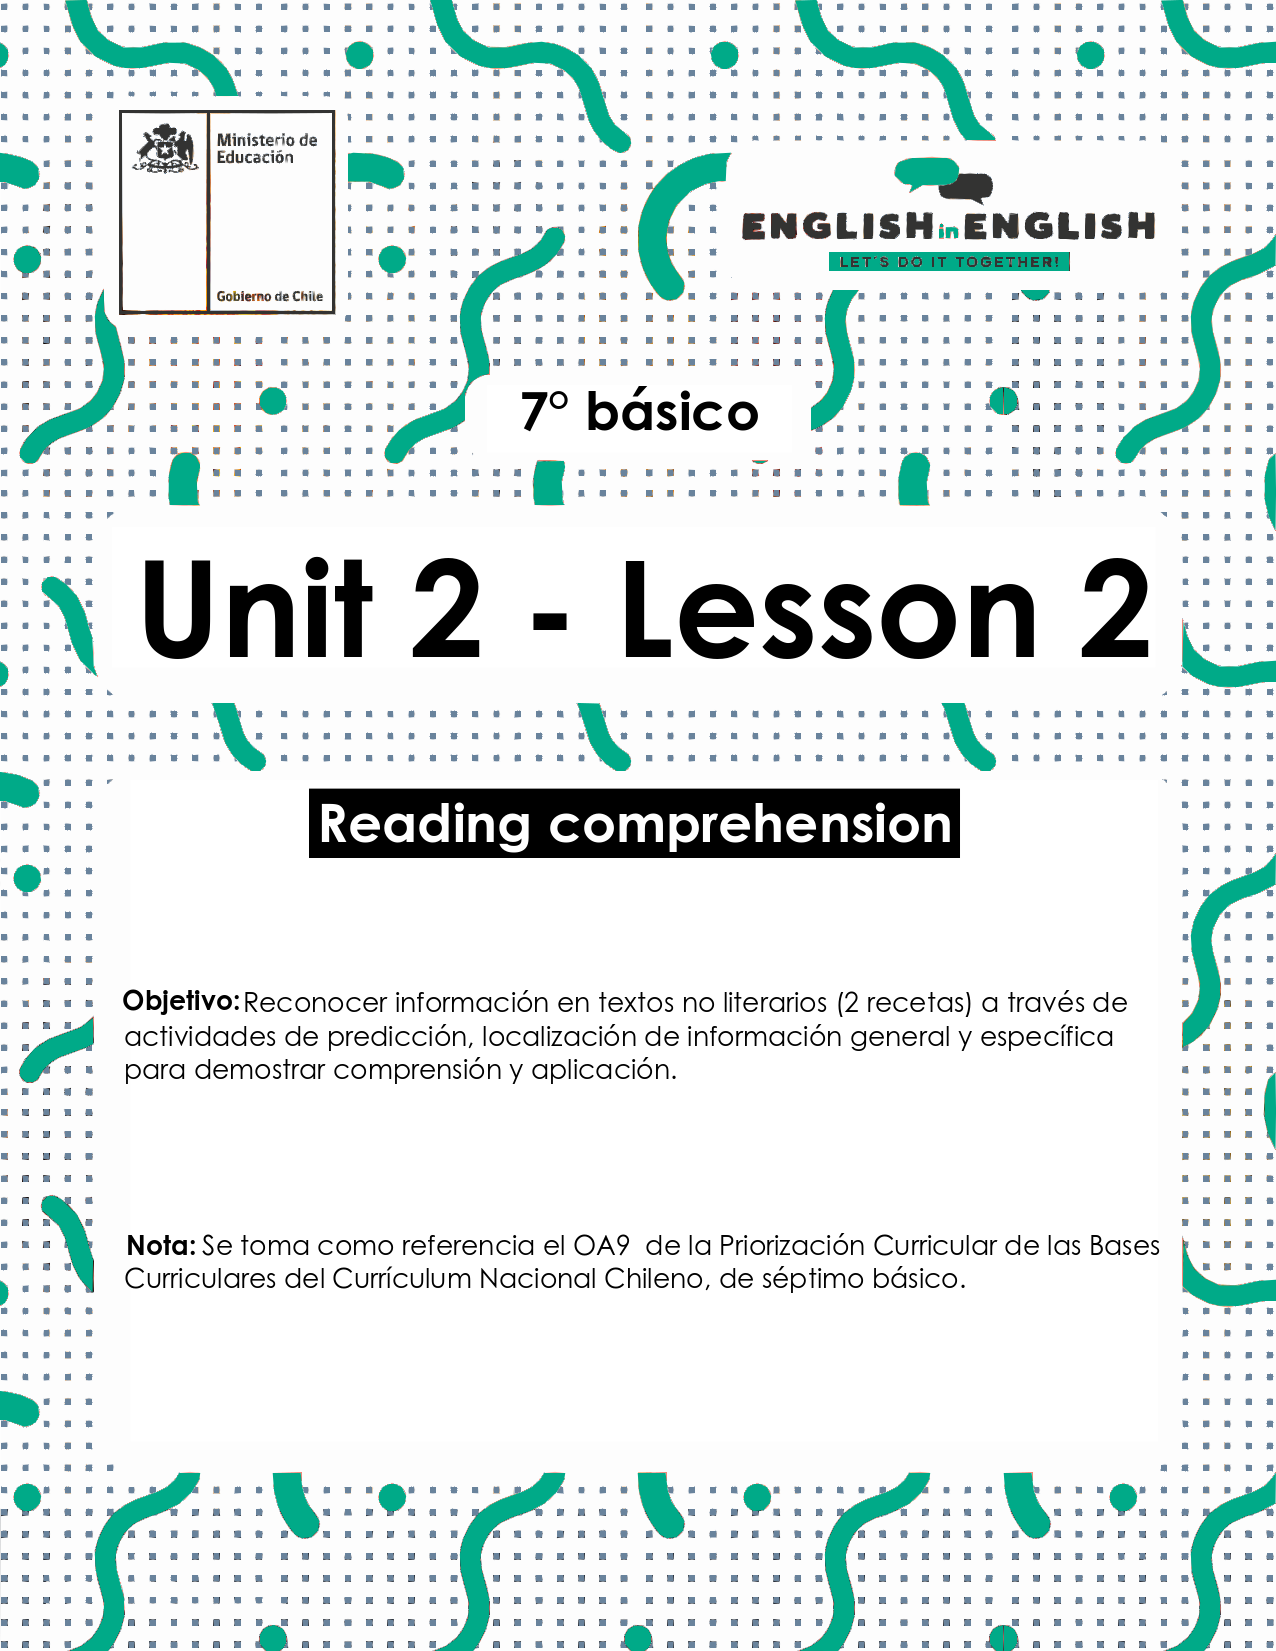 Ministerio de
Educación
Gobierno de Chile
ENGLISH in ENGLISH
LET'S DO IT TOGETHER!
7° básico
Unit 2 - Lesson 2
Reading comprehension
Objetivo: Reconocer información en textos no literarios (2 recetas) a través de
actividades de predicción, localización de información general y específica
para demostrar comprensión y aplicación.
Nota: Se toma como referencia el OA9 de la Priorización Curricular de las Bases
Curriculares del Currículum Nacional Chileno, de séptimo básico.